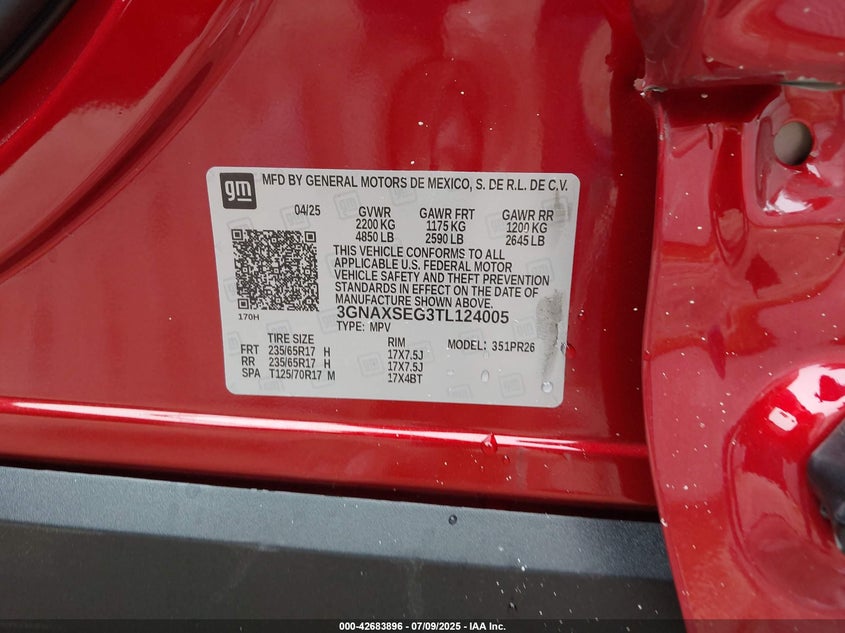 gm MFD BY GENERAL MOTORS DE MEXICO, S. DE R.L. DE C.V.
04/25 GVWR GAWR FRT GAWR RR
2200 KG 1175 KG 1200 KG
4850 LB 2590 LB 2645 LB
THIS VEHICLE CONFORMS TO ALL
APPLICABLE U.S. FEDERAL MOTOR
VEHICLE SAFETY AND THEFT PREVENTION
STANDARDS IN EFFECT ON THE DATE OF
MANUFACTURE SHOWN ABOVE.
170H
3GNAXSEG3TL124005
TYPE: MPV
TIRE SIZE RIM MODEL: 351PR26
FRT 235/65R17 H 17X7.5J
RR 235/65R17 H 17X7.5J
SPA T125/70R17 M 17X4BT
000-42683896 - 07/09/2025 - IAA Inc.